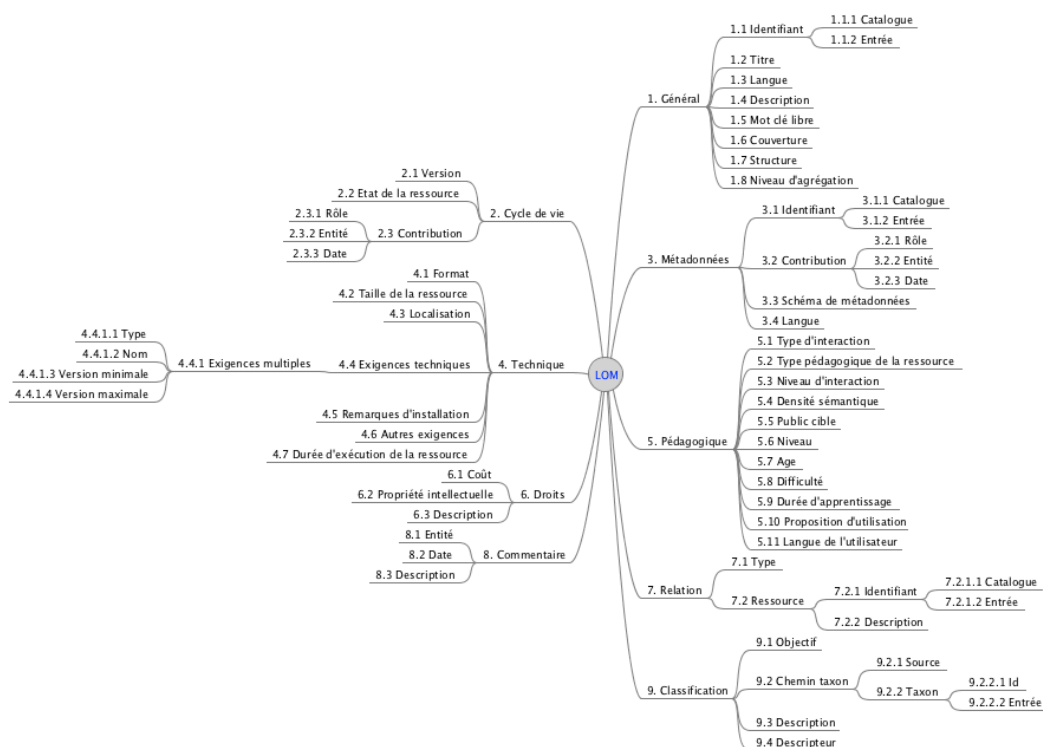 LOM
1. Général
1.1 Identifiant
1.1.1 Catalogue
1.1.2 Entrée
1.2 Titre
1.3 Langue
1.4 Description
1.5 Mot clé libre
1.6 Couverture
1.7 Structure
1.8 Niveau d'agrégation
2. Cycle de vie
2.1 Version
2.2 Etat de la ressource
2.3 Contribution
2.3.1 Rôle
2.3.2 Entité
2.3.3 Date
3. Métadonnées
3.1 Identifiant
3.1.1 Catalogue
3.1.2 Entrée
3.2 Contribution
3.2.1 Rôle
3.2.2 Entité
3.2.3 Date
3.3 Schéma de métadonnées
3.4 Langue
4. Technique
4.1 Format
4.2 Taille de la ressource
4.3 Localisation
4.4 Exigences techniques
4.4.1 Exigences multiples
4.4.1.1 Type
4.4.1.2 Nom
4.4.1.3 Version minimale
4.4.1.4 Version maximale
4.5 Remarques d'installation
4.6 Autres exigences
4.7 Durée d'exécution de la ressource
5. Pédagogique
5.1 Type d'interaction
5.2 Type pédagogique de la ressource
5.3 Niveau d'interaction
5.4 Densité sémantique
5.5 Public cible
5.6 Niveau
5.7 Age
5.8 Difficulté
5.9 Durée d'apprentissage
5.10 Proposition d'utilisation
5.11 Langue de l'utilisateur
6. Droits
6.1 Coût
6.2 Propriété intellectuelle
6.3 Description
7. Relation
7.1 Type
7.2 Ressource
7.2.1 Identifiant
7.2.1.1 Catalogue
7.2.1.2 Entrée
7.2.2 Description
8. Commentaire
8.1 Entité
8.2 Date
8.3 Description
9. Classification
9.1 Objectif
9.2 Chemin taxon
9.2.1 Source
9.2.2 Taxon
9.2.2.1 Id
9.2.2.2 Entrée
9.3 Description
9.4 Descripteur